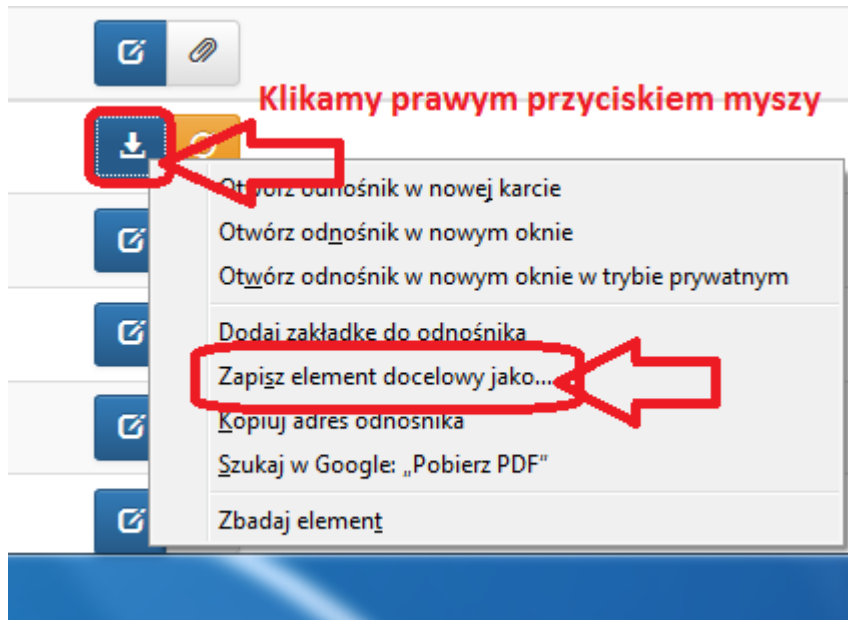 Klikamy prawym przyciskiem myszy
Otwórz odnośnik w nowej karcie
Otwórz odnośnik w nowym oknie
Otwórz odnośnik w nowym oknie w trybie prywatnym
Dodaj zakładkę do odnośnika
Zapisz element docelowy jako...
Kopiuj adres odnośnika
Szukaj w Google: „Pobierz PDF”
Zbadaj element